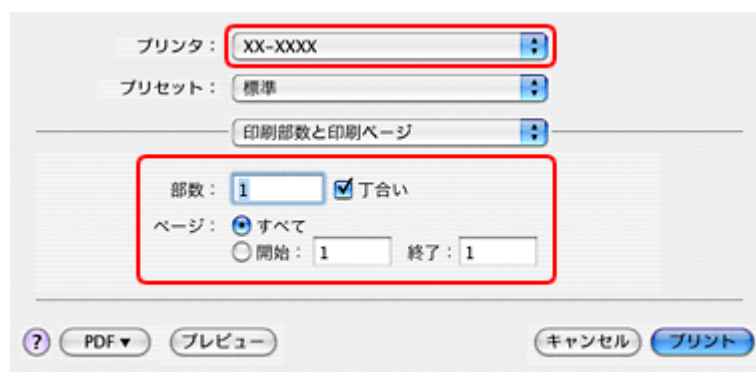 プリンタ： XX-XXXX
プリセット： 標準
印刷部数と印刷ページ
部数： 1 丁合い
ページ： すべて
開始： 1 終了： 1
? PDF▼ プレビュー キャンセル プリント